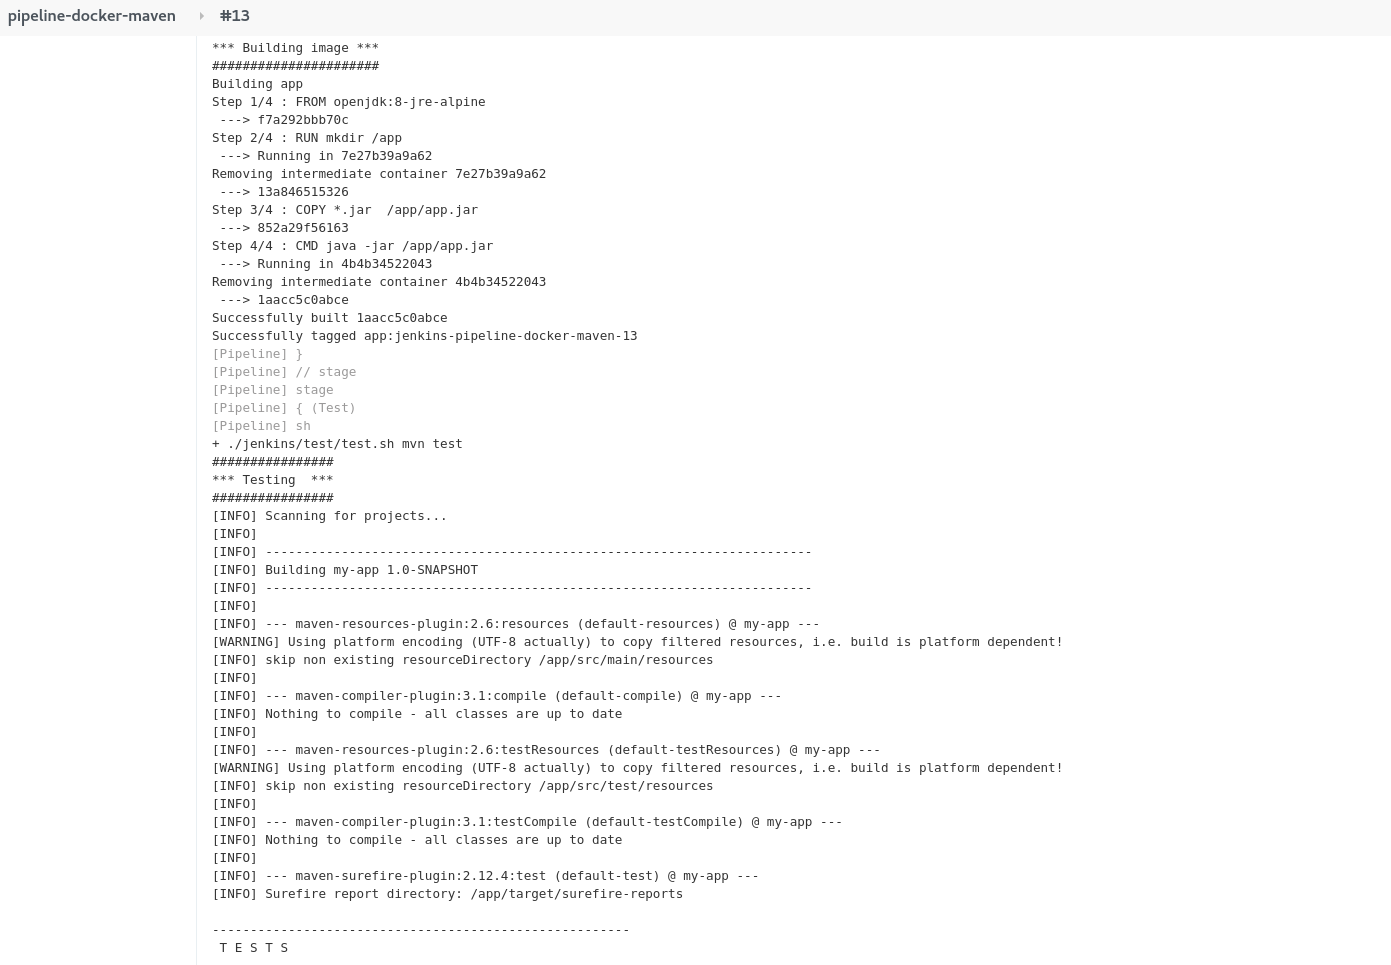 pipeline-docker-maven #13
*** Building image ***
######################
Building app
Step 1/4 : FROM openjdk:8-jre-alpine
 ---> f7a292bbb70c
Step 2/4 : RUN mkdir /app
 ---> Running in 7e27b39a9a62
Removing intermediate container 7e27b39a9a62
 ---> 13a846515326
Step 3/4 : COPY *.jar  /app/app.jar
 ---> 852a29f56163
Step 4/4 : CMD java -jar /app/app.jar
 ---> Running in 4b4b34522043
Removing intermediate container 4b4b34522043
 ---> 1aacc5c0abce
Successfully built 1aacc5c0abce
Successfully tagged app:jenkins-pipeline-docker-maven-13
[Pipeline] }
[Pipeline] // stage
[Pipeline] stage
[Pipeline] { (Test)
[Pipeline] sh
+ ./jenkins/test/test.sh mvn test
################
*** Testing  ***
################
[INFO] Scanning for projects...
[INFO]
[INFO] ------------------------------------------------------------------------
[INFO] Building my-app 1.0-SNAPSHOT
[INFO] ------------------------------------------------------------------------
[INFO]
[INFO] --- maven-resources-plugin:2.6:resources (default-resources) @ my-app ---
[WARNING] Using platform encoding (UTF-8 actually) to copy filtered resources, i.e. build is platform dependent!
[INFO] skip non existing resourceDirectory /app/src/main/resources
[INFO]
[INFO] --- maven-compiler-plugin:3.1:compile (default-compile) @ my-app ---
[INFO] Nothing to compile - all classes are up to date
[INFO]
[INFO] --- maven-resources-plugin:2.6:testResources (default-testResources) @ my-app ---
[WARNING] Using platform encoding (UTF-8 actually) to copy filtered resources, i.e. build is platform dependent!
[INFO] skip non existing resourceDirectory /app/src/test/resources
[INFO]
[INFO] --- maven-compiler-plugin:3.1:testCompile (default-testCompile) @ my-app ---
[INFO] Nothing to compile - all classes are up to date
[INFO]
[INFO] --- maven-surefire-plugin:2.12.4:test (default-test) @ my-app ---
[INFO] Surefire report directory: /app/target/surefire-reports
-------------------------------------------------------
 T E S T S